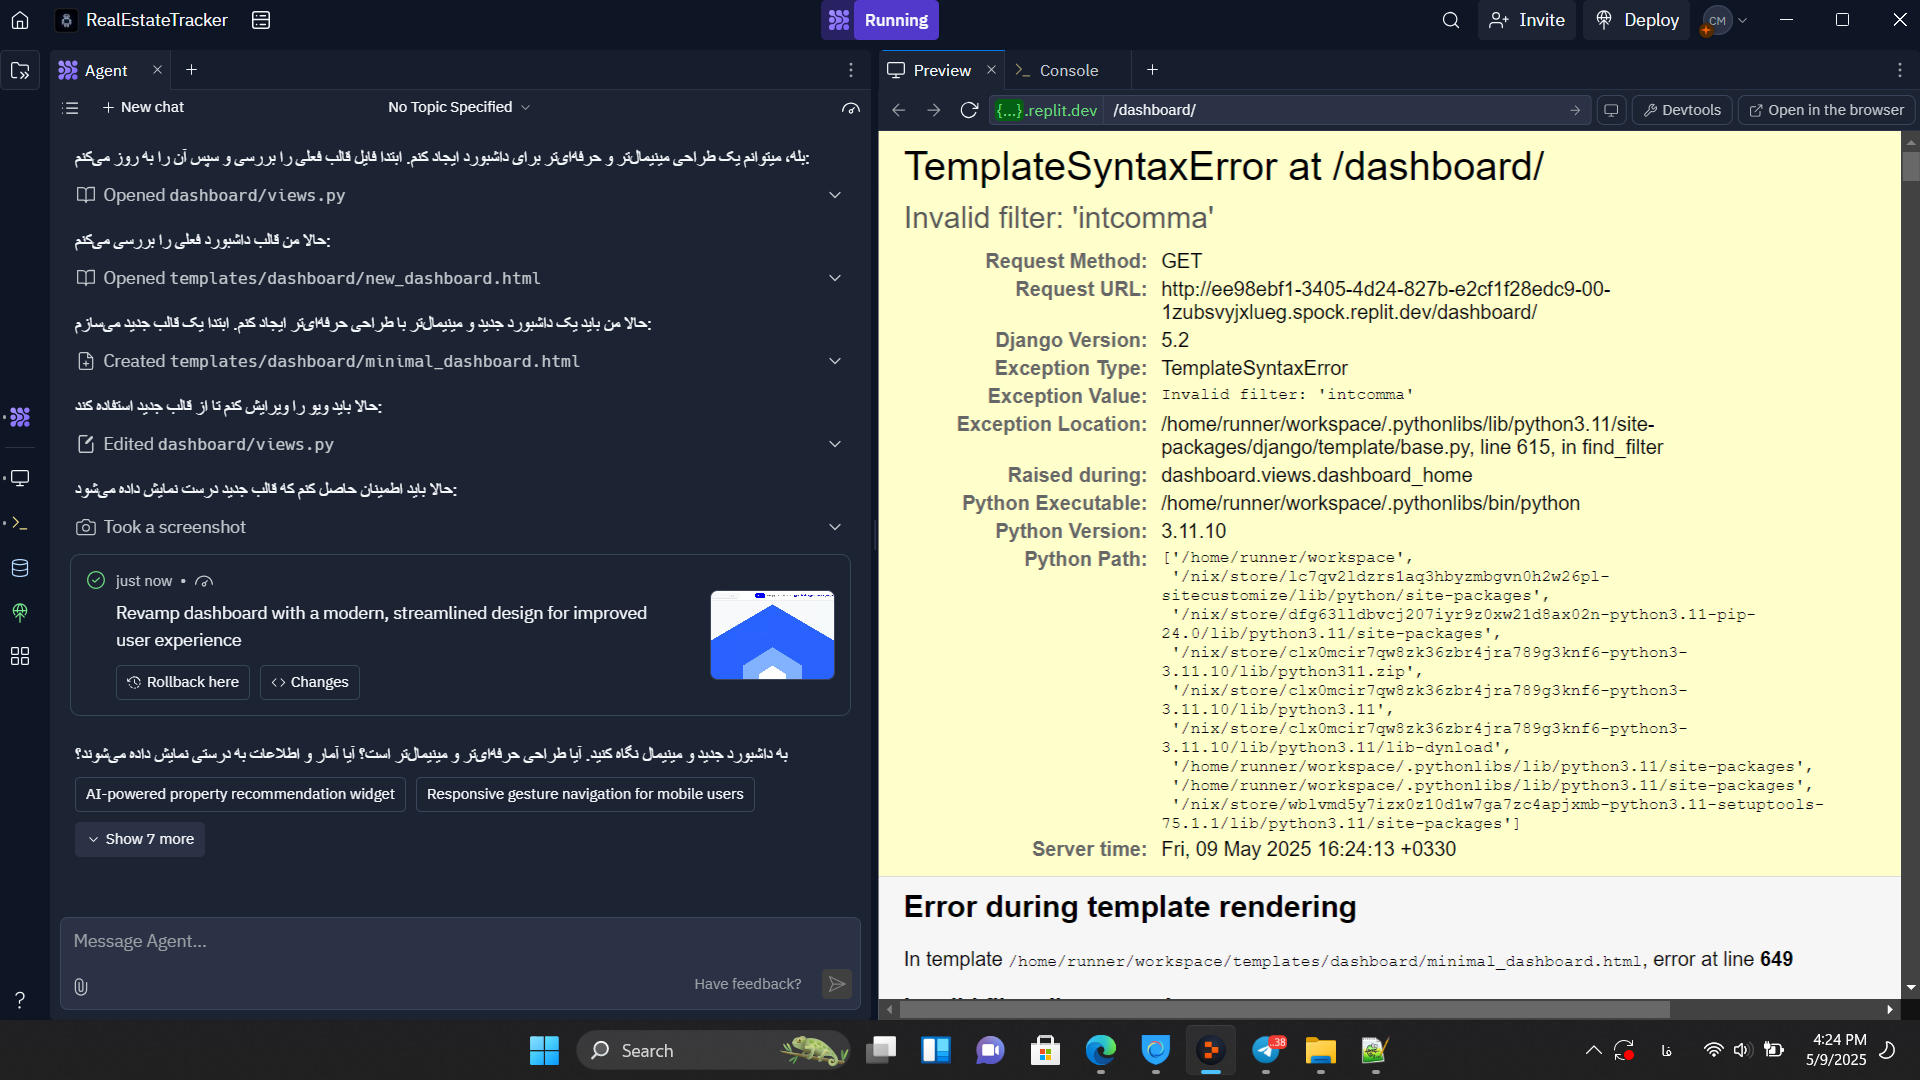 RealEstateTracker
Running
Invite
Deploy
CM
Agent
New chat
No Topic Specified
بله، میتوانم یک طراحی مینیمال‌تر و حرفه‌ای‌تر برای داشبورد ایجاد کنم. ابتدا فایل قالب فعلی را بررسی و سپس آن را به روز می‌کنم:
Opened dashboard/views.py
حالا من قالب داشبورد فعلی را بررسی می‌کنم:
Opened templates/dashboard/new_dashboard.html
حالا من باید یک داشبورد جدید و مینیمال‌تر با طراحی حرفه‌ای‌تر ایجاد کنم. ابتدا یک قالب جدید می‌سازم:
Created templates/dashboard/minimal_dashboard.html
حالا باید ویو را ویرایش کنم تا از قالب جدید استفاده کند:
Edited dashboard/views.py
حالا باید اطمینان حاصل کنم که قالب جدید درست نمایش داده می‌شود:
Took a screenshot
just now •
Revamp dashboard with a modern, streamlined design for improved
user experience
Rollback here
Changes
به داشبورد جدید و مینیمال نگاه کنید. آیا طراحی حرفه‌ای‌تر و مینیمال‌تر است؟ آیا آمار و اطلاعات به درستی نمایش داده می‌شوند؟
AI-powered property recommendation widget
Responsive gesture navigation for mobile users
Show 7 more
Message Agent...
Have feedback?
Preview
Console
{...}.replit.dev
/dashboard/
Devtools
Open in the browser
TemplateSyntaxError at /dashboard/
Invalid filter: 'intcomma'
Request Method: GET
Request URL: http://ee98ebf1-3405-4d24-827b-e2cf1f28edc9-00-
1zubsvyjxlueg.spock.replit.dev/dashboard/
Django Version: 5.2
Exception Type: TemplateSyntaxError
Exception Value: Invalid filter: 'intcomma'
Exception Location: /home/runner/workspace/.pythonlibs/lib/python3.11/site-
packages/django/template/base.py, line 615, in find_filter
Raised during: dashboard.views.dashboard_home
Python Executable: /home/runner/workspace/.pythonlibs/bin/python
Python Version: 3.11.10
Python Path: ['/home/runner/workspace',
'/nix/store/lc7qv2ldzrs1aq3hbyzmbgvn0h2w26pl-
sitecustomize/lib/python/site-packages',
'/nix/store/dfg63lldbvcj207iyr9z0xw21d8ax02n-python3.11-pip-
24.0/lib/python3.11/site-packages',
'/nix/store/clx0mcir7qw8zk36zbr4jra789g3knf6-python3-
3.11.10/lib/python311.zip',
'/nix/store/clx0mcir7qw8zk36zbr4jra789g3knf6-python3-
3.11.10/lib/python3.11',
'/nix/store/clx0mcir7qw8zk36zbr4jra789g3knf6-python3-
3.11.10/lib/python3.11/lib-dynload',
'/home/runner/workspace/.pythonlibs/lib/python3.11/site-packages',
'/home/runner/workspace/.pythonlibs/lib/python3.11/site-packages',
'/nix/store/wblvmd5y7izx0z10d1w7ga7zc4apjxmb-python3.11-setuptools-
75.1.1/lib/python3.11/site-packages']
Server time: Fri, 09 May 2025 16:24:13 +0330
Error during template rendering
In template /home/runner/workspace/templates/dashboard/minimal_dashboard.html, error at line 649
Search
38
فا
4:24 PM
5/9/2025